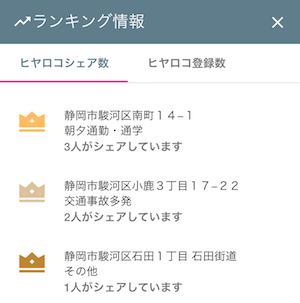 ランキング情報
ヒヤロコシェア数 ヒヤロコ登録数
静岡市駿河区南町１４−１
朝夕通勤・通学
3人がシェアしています
静岡市駿河区小鹿３丁目１７−２２
交通事故多発
2人がシェアしています
静岡市駿河区石田１丁目 石田街道
その他
1人がシェアしています